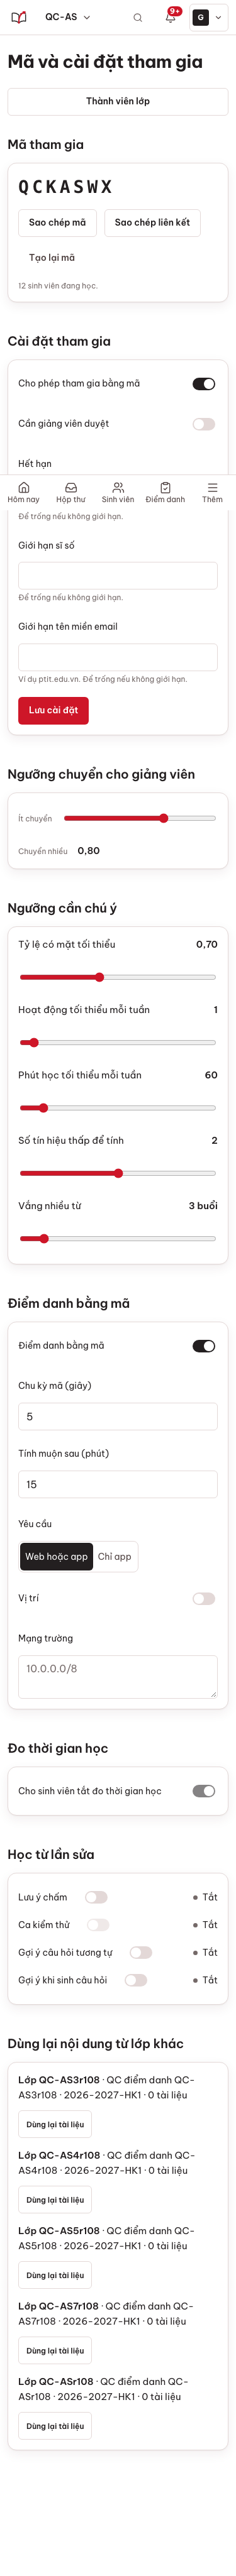 QC-AS
9+
G
Mã tham gia và cài đặt tham gia
Thành viên lớp
Mã tham gia
QCKASWX
Sao chép mã
Sao chép liên kết
Tạo lại mã
12 sinh viên đang học.
Cài đặt tham gia
Cho phép tham gia bằng mã
Cần giảng viên duyệt
Hết hạn
Hôm nay
Hộp thư
Sinh viên
Điểm danh
Thêm
Để trống nếu không giới hạn.
Giới hạn sĩ số
Để trống nếu không giới hạn.
Giới hạn tên miền email
Ví dụ ptit.edu.vn. Để trống nếu không giới hạn.
Lưu cài đặt
Ngưỡng chuyển cho giảng viên
Ít chuyển
Chuyển nhiều
0,80
Ngưỡng cần chú ý
Tỷ lệ có mặt tối thiểu
0,70
Hoạt động tối thiểu mỗi tuần
1
Phút học tối thiểu mỗi tuần
60
Số tín hiệu thấp để tính
2
Vắng nhiều từ
3 buổi
Điểm danh bằng mã
Điểm danh bằng mã
Chu kỳ mã (giây)
5
Tính muộn sau (phút)
15
Yêu cầu
Web hoặc app
Chỉ app
Vị trí
Mạng trường
10.0.0.0/8
Đo thời gian học
Cho sinh viên tắt đo thời gian học
Học từ lần sửa
Lưu ý chấm
Tắt
Ca kiểm thử
Tắt
Gợi ý câu hỏi tương tự
Tắt
Gợi ý khi sinh câu hỏi
Tắt
Dùng lại nội dung từ lớp khác
Lớp QC-AS3r108 · QC điểm danh QC-
AS3r108 · 2026-2027-HK1 · 0 tài liệu
Dùng lại tài liệu
Lớp QC-AS4r108 · QC điểm danh QC-
AS4r108 · 2026-2027-HK1 · 0 tài liệu
Dùng lại tài liệu
Lớp QC-AS5r108 · QC điểm danh QC-
AS5r108 · 2026-2027-HK1 · 0 tài liệu
Dùng lại tài liệu
Lớp QC-AS7r108 · QC điểm danh QC-
AS7r108 · 2026-2027-HK1 · 0 tài liệu
Dùng lại tài liệu
Lớp QC-ASr108 · QC điểm danh QC-
ASr108 · 2026-2027-HK1 · 0 tài liệu
Dùng lại tài liệu